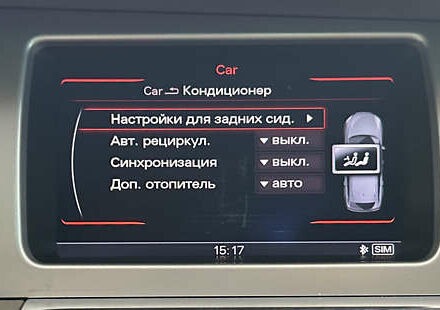 Car
Car Кондиционер
Настройки для задних сид.
Авт. рециркул. выкл.
Синхронизация выкл.
Доп. отопитель авто
15:17 SIM